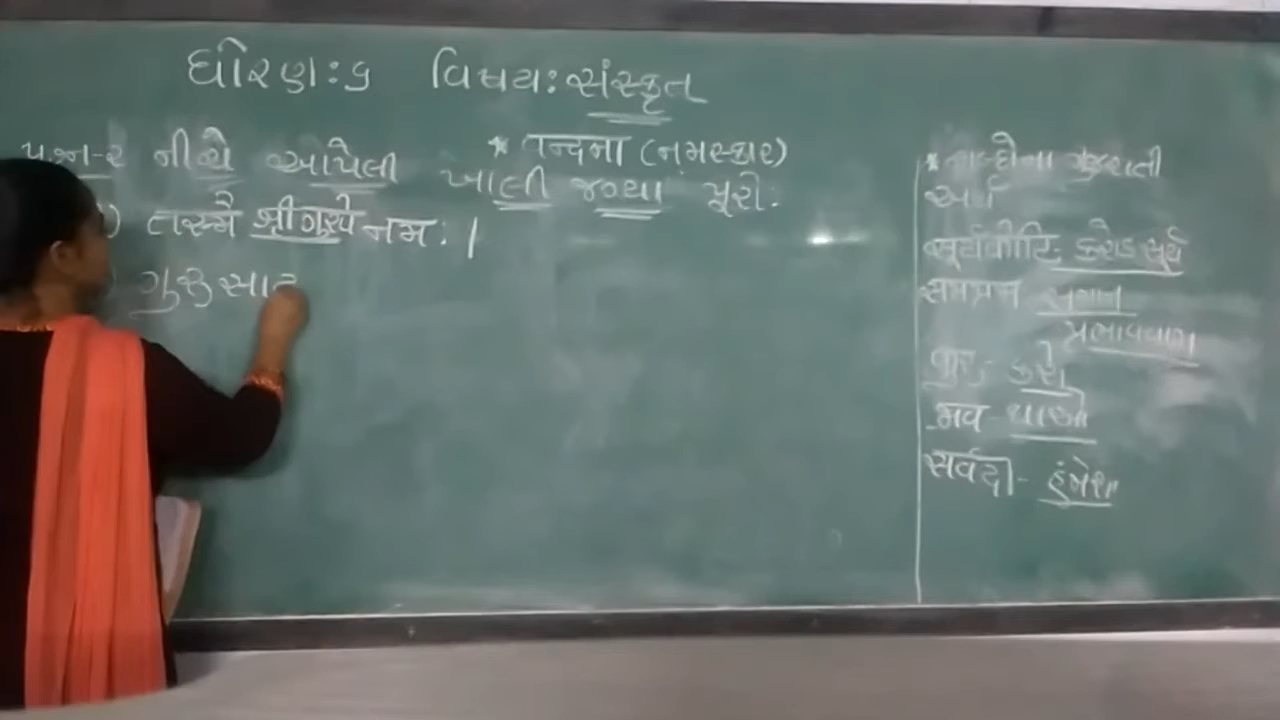 ધોરણ: ૬ વિષય: સંસ્કૃત
* वन्दना (નમસ્કાર)
પ્રશ્ન-૨ નીચે આપેલી ખાલી જગ્યા પૂરો:
तस्मै श्रीगुरवे नमः |
ગુરુસાક્
* શબ્દોના ગુજરાતી
અર્થ
सूर्यकोटि- કરોડ સૂર્ય
समप्रभ સમાન
પ્રભાવવાળા
कुरु- કરો
भव- થાઓ
सर्वदा- હંમેશા